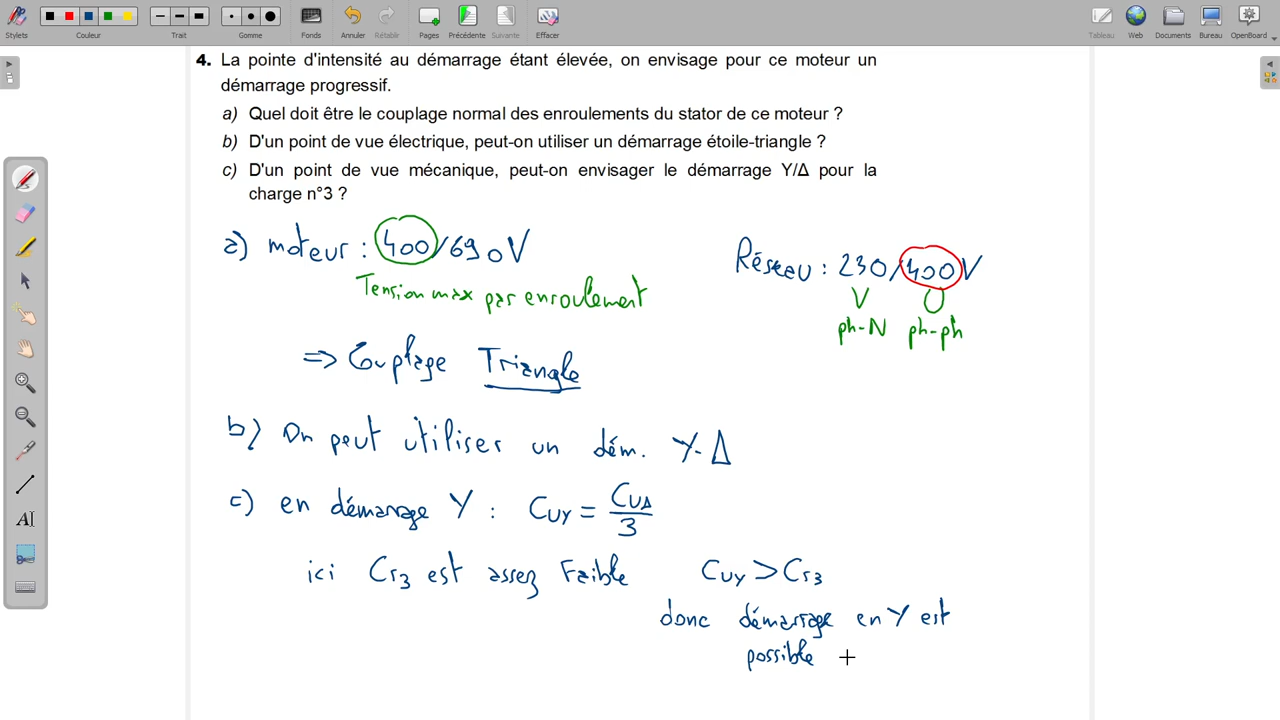 Stylets Couleur Trait Gomme Fonds Annuler Rétablir Pages Précédente Suivante Effacer Tableau Web Documents Bureau OpenBoard
4. La pointe d'intensité au démarrage étant élevée, on envisage pour ce moteur un
démarrage progressif.
a) Quel doit être le couplage normal des enroulements du stator de ce moteur ?
b) D'un point de vue électrique, peut-on utiliser un démarrage étoile-triangle ?
c) D'un point de vue mécanique, peut-on envisager le démarrage Y/Δ pour la
charge n°3 ?
a) moteur : 400/690V
Réseau : 230/400V
Tension max par enroulement
V U
ph-N ph-ph
=> Couplage Triangle
b) On peut utiliser un dém. Y-Δ
c) en démarage Y : CUY = CUΔ
3
ici Cr3 est assez faible CUY > Cr3
donc démarrage en Y est
possible
AI